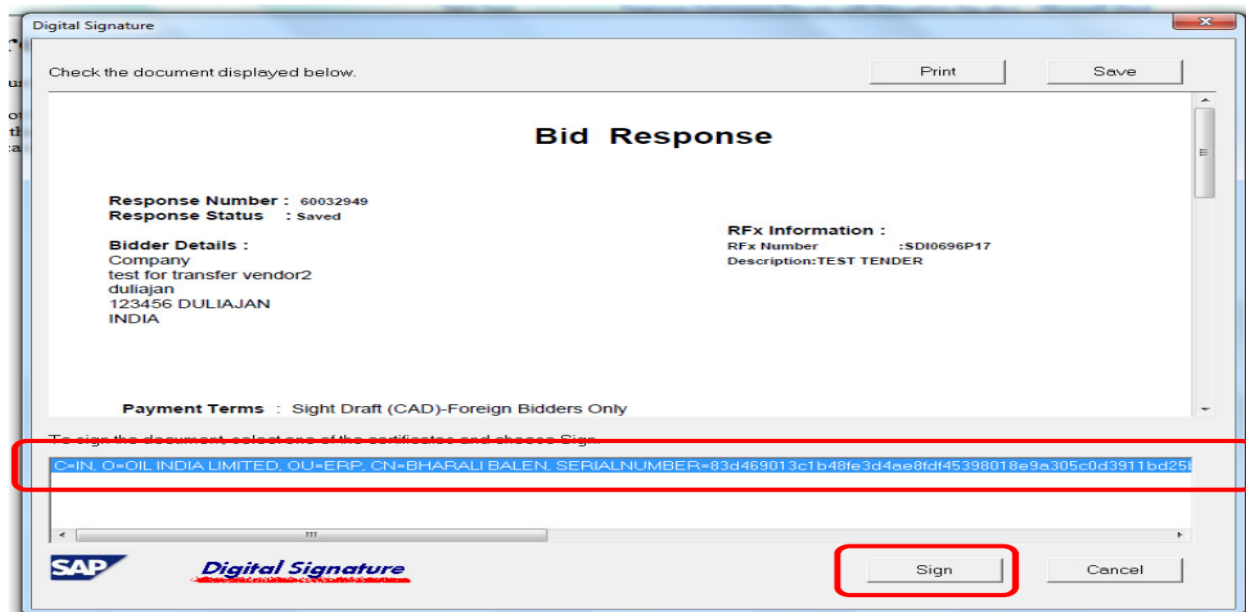 Digital Signature
Check the document displayed below.
Print
Save
Bid Response
Response Number : 60032949
Response Status : Saved
Bidder Details :
Company
test for transfer vendor2
duliajan
123456 DULIAJAN
INDIA
RFx Information :
RFx Number :SDI0696P17
Description:TEST TENDER
Payment Terms : Sight Draft (CAD)-Foreign Bidders Only
To sign the document, select one of the certificates and choose Sign.
C=IN, O=OIL INDIA LIMITED, OU=ERP, CN=BHARALI BALEN, SERIALNUMBER=83d469013c1b48fe3d4ae8fdf45398018e9a305c0d3911bd25
SAP
Digital Signature
Sign
Cancel